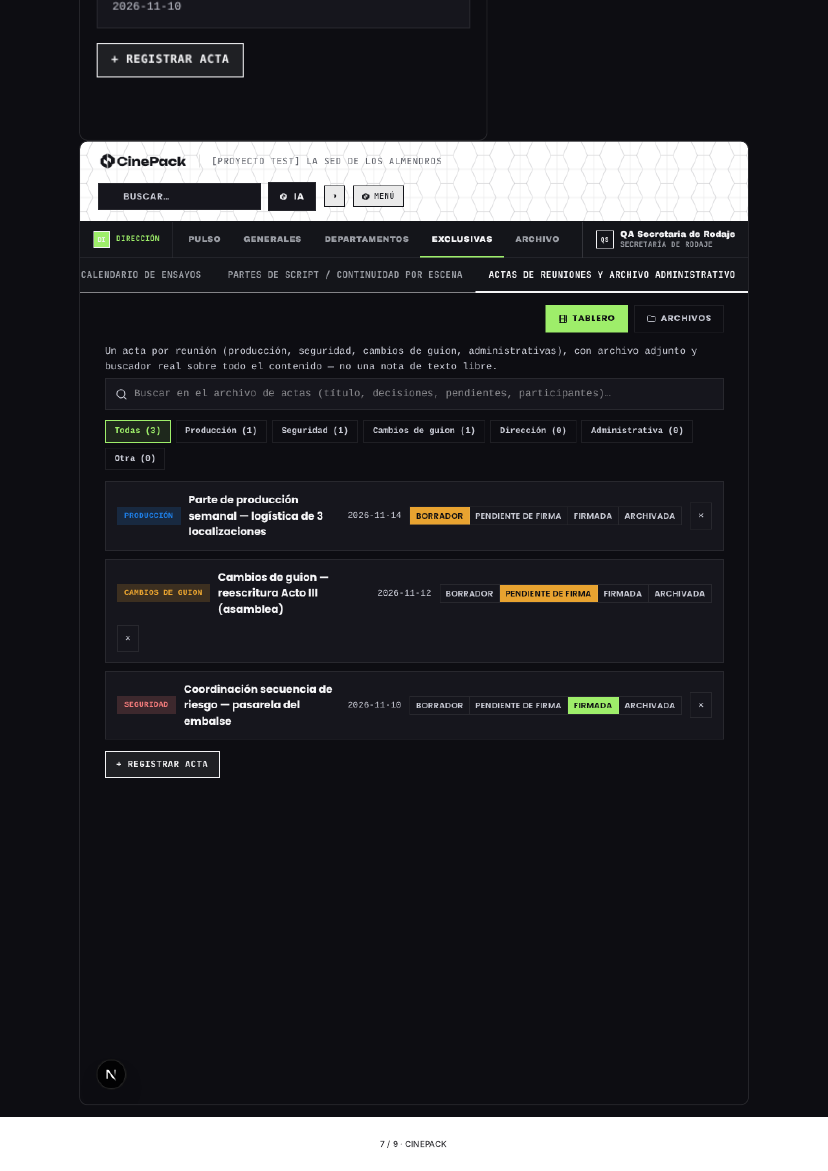 2026-11-10
+ REGISTRAR ACTA
CinePack
[PROYECTO TEST] LA SED DE LOS ALMENDROS
BUSCAR…
IA
MENÚ
DIRECCIÓN
PULSO
GENERALES
DEPARTAMENTOS
EXCLUSIVAS
ARCHIVO
QS
QA Secretaria de Rodaje
SECRETARÍA DE RODAJE
CALENDARIO DE ENSAYOS
PARTES DE SCRIPT / CONTINUIDAD POR ESCENA
ACTAS DE REUNIONES Y ARCHIVO ADMINISTRATIVO
TABLERO
ARCHIVOS
Un acta por reunión (producción, seguridad, cambios de guion, administrativas), con archivo adjunto y
buscador real sobre todo el contenido — no una nota de texto libre.
Buscar en el archivo de actas (título, decisiones, pendientes, participantes)…
Todas (3)
Producción (1)
Seguridad (1)
Cambios de guion (1)
Dirección (0)
Administrativa (0)
Otra (0)
PRODUCCIÓN
Parte de producción
semanal — logística de 3
localizaciones
2026-11-14
BORRADOR
PENDIENTE DE FIRMA
FIRMADA
ARCHIVADA
×
CAMBIOS DE GUION
Cambios de guion —
reescritura Acto III
(asamblea)
2026-11-12
BORRADOR
PENDIENTE DE FIRMA
FIRMADA
ARCHIVADA
×
SEGURIDAD
Coordinación secuencia de
riesgo — pasarela del
embalse
2026-11-10
BORRADOR
PENDIENTE DE FIRMA
FIRMADA
ARCHIVADA
×
+ REGISTRAR ACTA
N
7 / 9 · CINEPACK